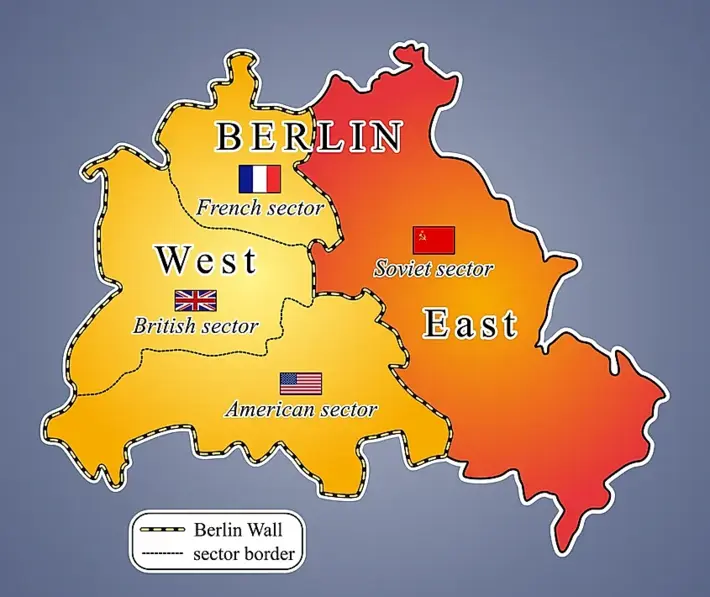 BERLIN
French sector
West
British sector
Soviet sector
East
American sector
Berlin Wall
sector border